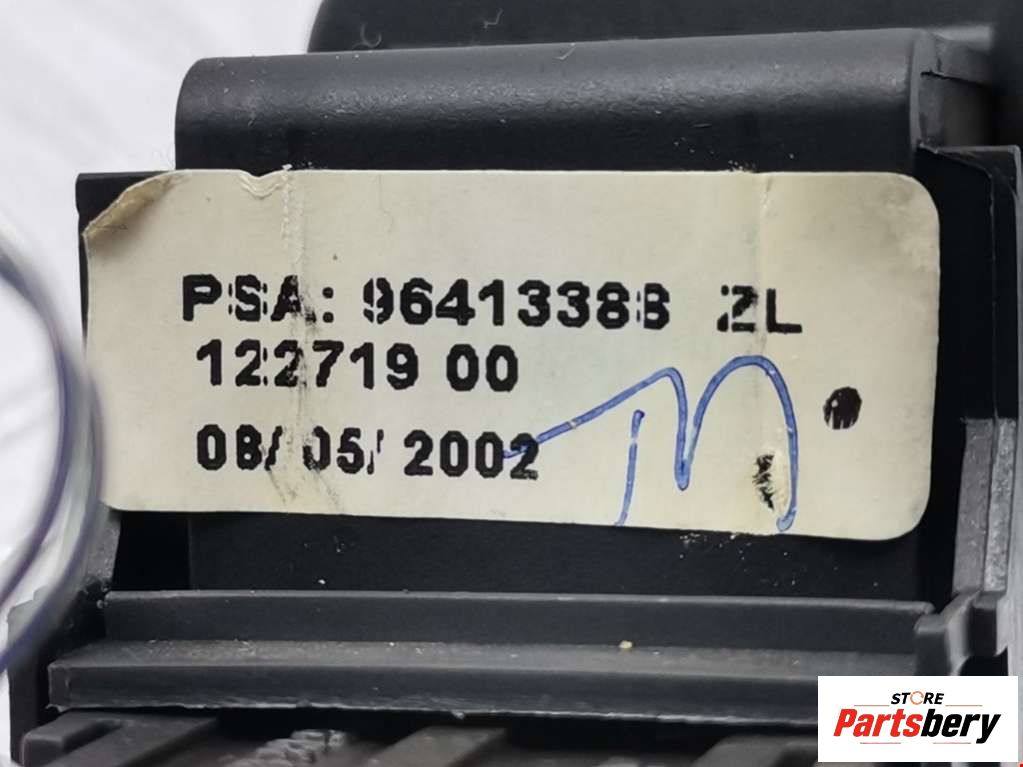 PSA: 96413388 ZL
122719 00
08/05/2002
STORE
Partsbery